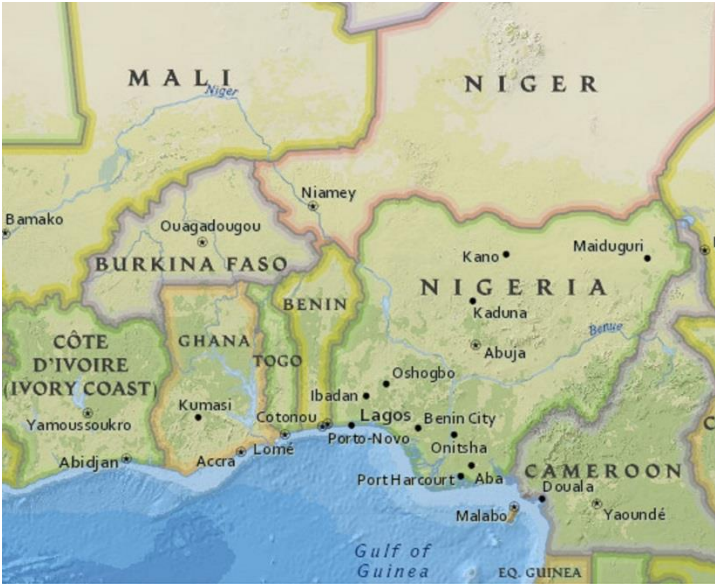 MALI
Niger
NIGER
Niamey
Bamako
Ouagadougou
BURKINA FASO
Kano
Maiduguri
NIGERIA
BENIN
Kaduna
Benue
Abuja
CÔTE
D'IVOIRE
(IVORY COAST)
GHANA
TOGO
Oshogbo
Ibadan
Kumasi
Yamoussoukro
Cotonou
Lagos
Benin City
Porto-Novo
Onitsha
Abidjan
Accra
Lomé
Port Harcourt
Aba
CAMEROON
Douala
Malabo
Yaoundé
Gulf of
Guinea
EQ. GUINEA